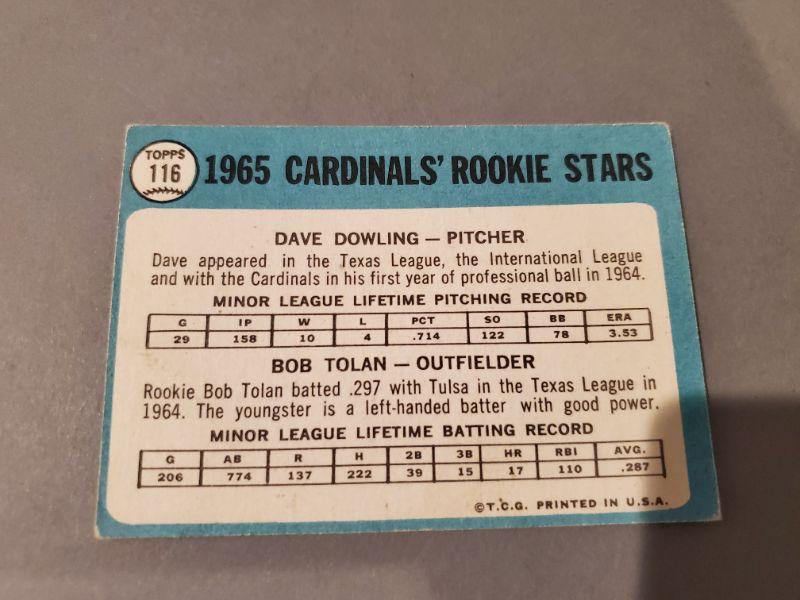 TOPPS
116
1965 CARDINALS' ROOKIE STARS
DAVE DOWLING — PITCHER
Dave appeared in the Texas League, the International League
and with the Cardinals in his first year of professional ball in 1964.
MINOR LEAGUE LIFETIME PITCHING RECORD
G IP W L PCT SO BB ERA
29 158 10 4 .714 122 78 3.53
BOB TOLAN — OUTFIELDER
Rookie Bob Tolan batted .297 with Tulsa in the Texas League in
1964. The youngster is a left-handed batter with good power.
MINOR LEAGUE LIFETIME BATTING RECORD
G AB R H 2B 3B HR RBI AVG.
206 774 137 222 39 15 17 110 .287
©T.C.G. PRINTED IN U.S.A.